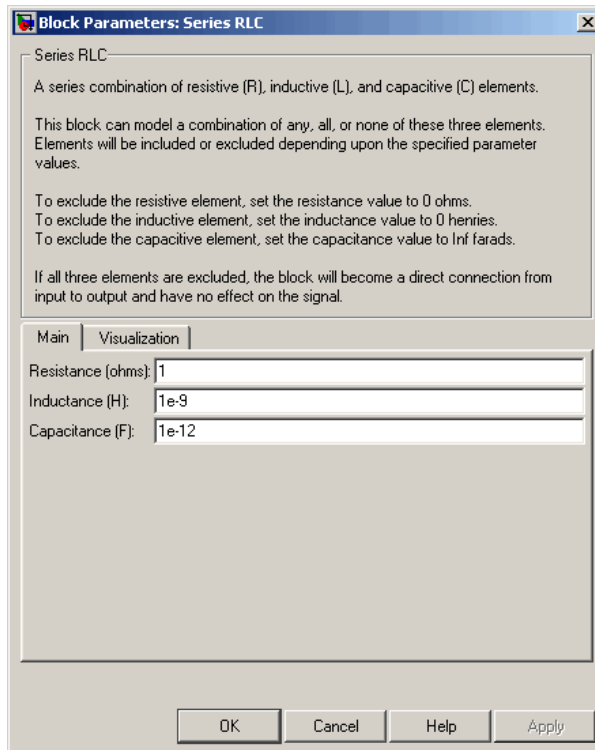 Block Parameters: Series RLC
Series RLC
A series combination of resistive (R), inductive (L), and capacitive (C) elements.
This block can model a combination of any, all, or none of these three elements.
Elements will be included or excluded depending upon the specified parameter
values.
To exclude the resistive element, set the resistance value to 0 ohms.
To exclude the inductive element, set the inductance value to 0 henries.
To exclude the capacitive element, set the capacitance value to Inf farads.
If all three elements are excluded, the block will become a direct connection from
input to output and have no effect on the signal.
Main Visualization
Resistance (ohms): 1
Inductance (H): 1e-9
Capacitance (F): 1e-12
OK Cancel Help Apply